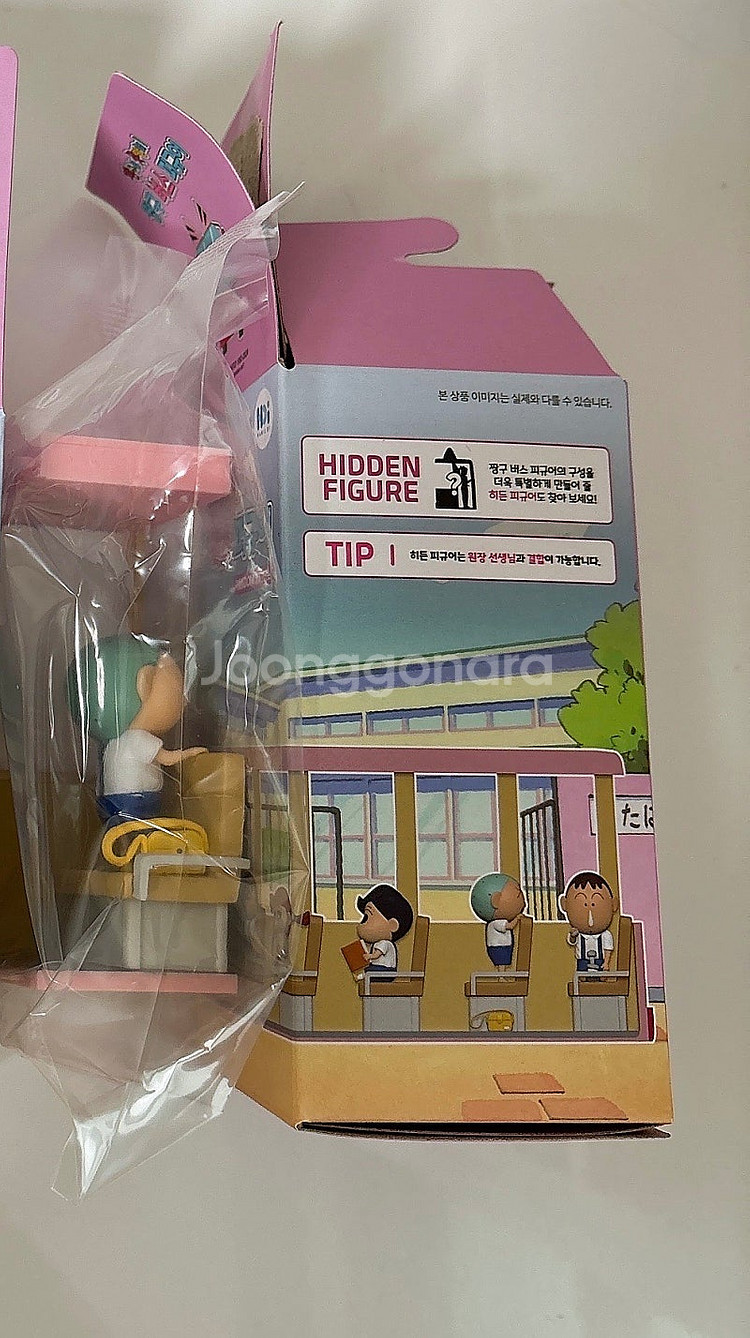 본 상품 이미지는 실제와 다를 수 있습니다.
HIDDEN
FIGURE
짱구 버스 피규어의 구성을
더욱 특별하게 만들어 줄
히든 피규어도 찾아 보세요!
TIP
히든 피규어는 원장 선생님과 결합이 가능합니다.
Joonggonara
たは